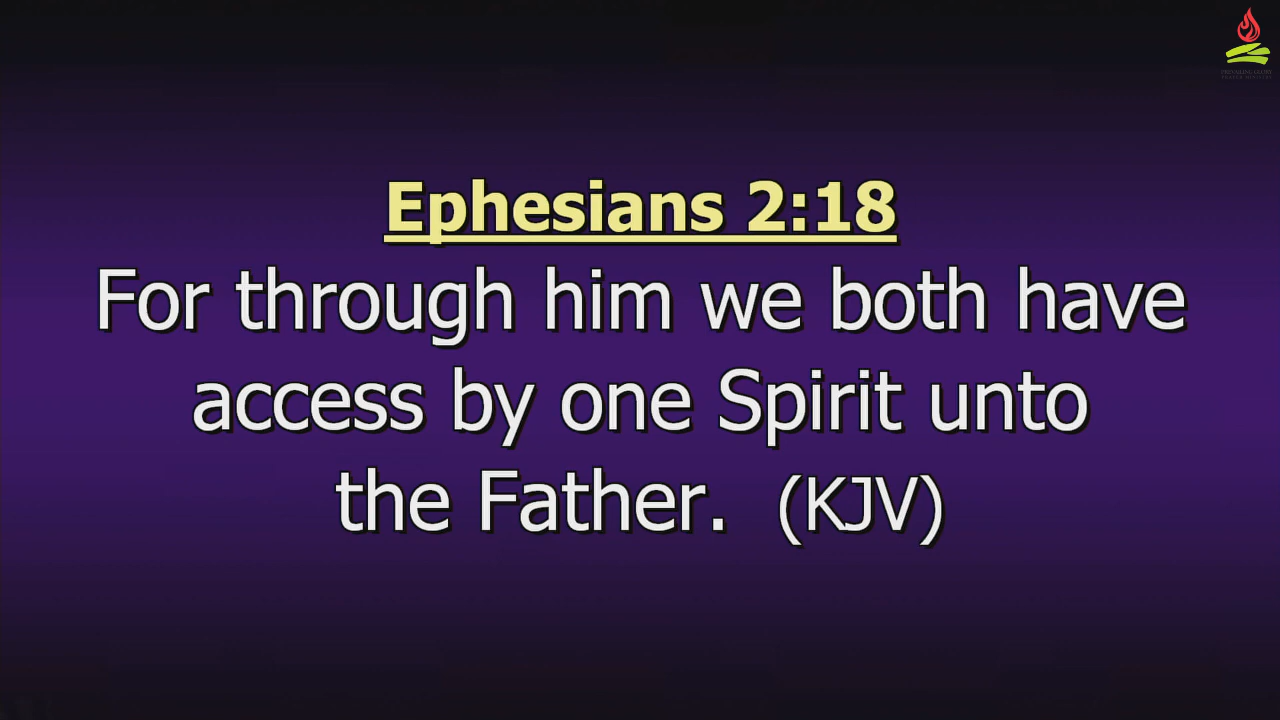 Ephesians 2:18
For through him we both have
access by one Spirit unto
the Father. (KJV)